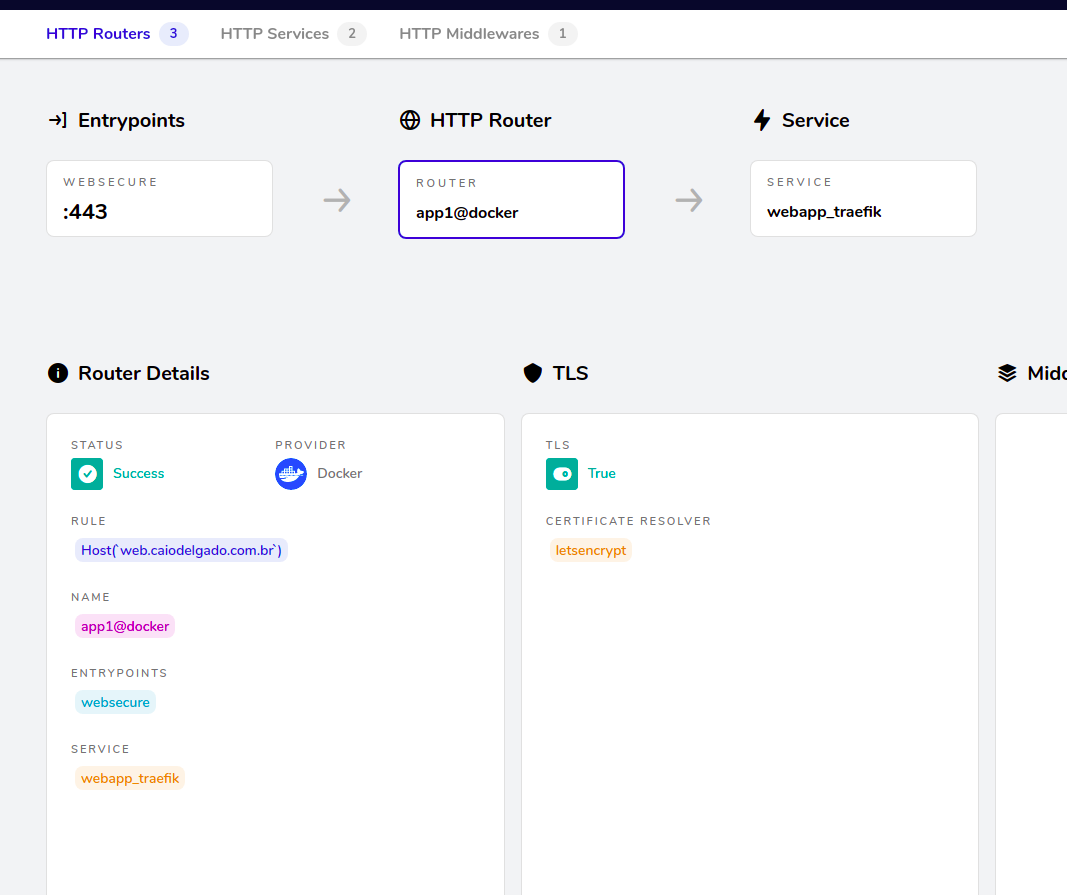 HTTP Routers 3 HTTP Services 2 HTTP Middlewares 1
Entrypoints HTTP Router Service
WEBSECURE
:443
ROUTER
app1@docker
SERVICE
webapp_traefik
Router Details
STATUS PROVIDER
Success Docker
RULE
Host(`web.caiodelgado.com.br`)
NAME
app1@docker
ENTRYPOINTS
websecure
SERVICE
webapp_traefik
TLS
TLS
True
CERTIFICATE RESOLVER
letsencrypt